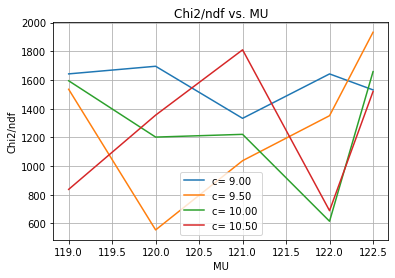 Chi2/ndf vs. MU
Chi2/ndf
2000
1800
1600
1400
1200
1000
800
600
c= 9.00
c= 9.50
c= 10.00
c= 10.50
119.0 119.5 120.0 120.5 121.0 121.5 122.0 122.5
MU